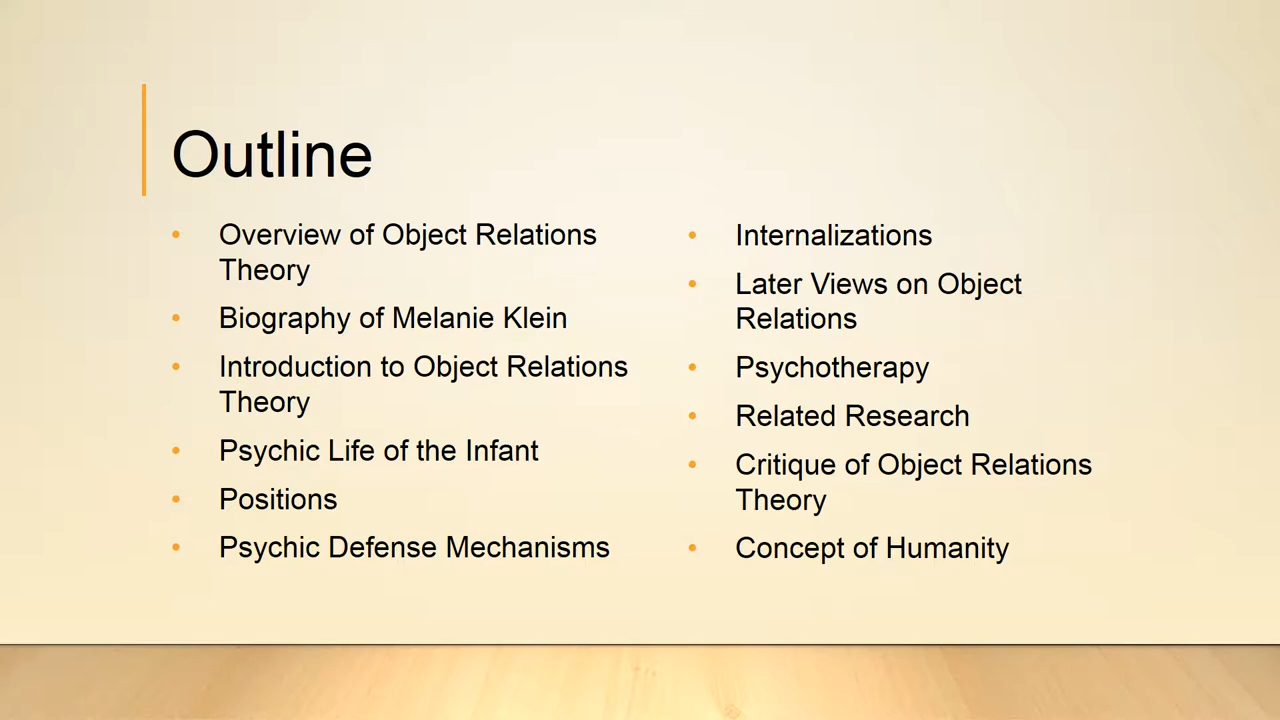 Outline
• Overview of Object Relations
Theory
• Biography of Melanie Klein
• Introduction to Object Relations
Theory
• Psychic Life of the Infant
• Positions
• Psychic Defense Mechanisms
• Internalizations
• Later Views on Object
Relations
• Psychotherapy
• Related Research
• Critique of Object Relations
Theory
• Concept of Humanity